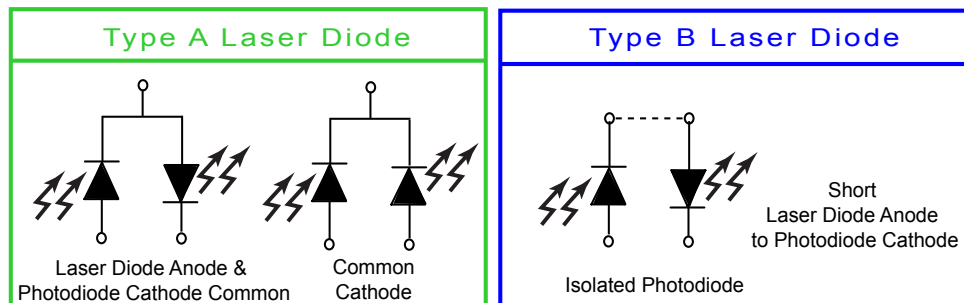 Type A Laser Diode
Laser Diode Anode &
Photodiode Cathode Common
Common
Cathode
Type B Laser Diode
Short
Laser Diode Anode
to Photodiode Cathode
Isolated Photodiode